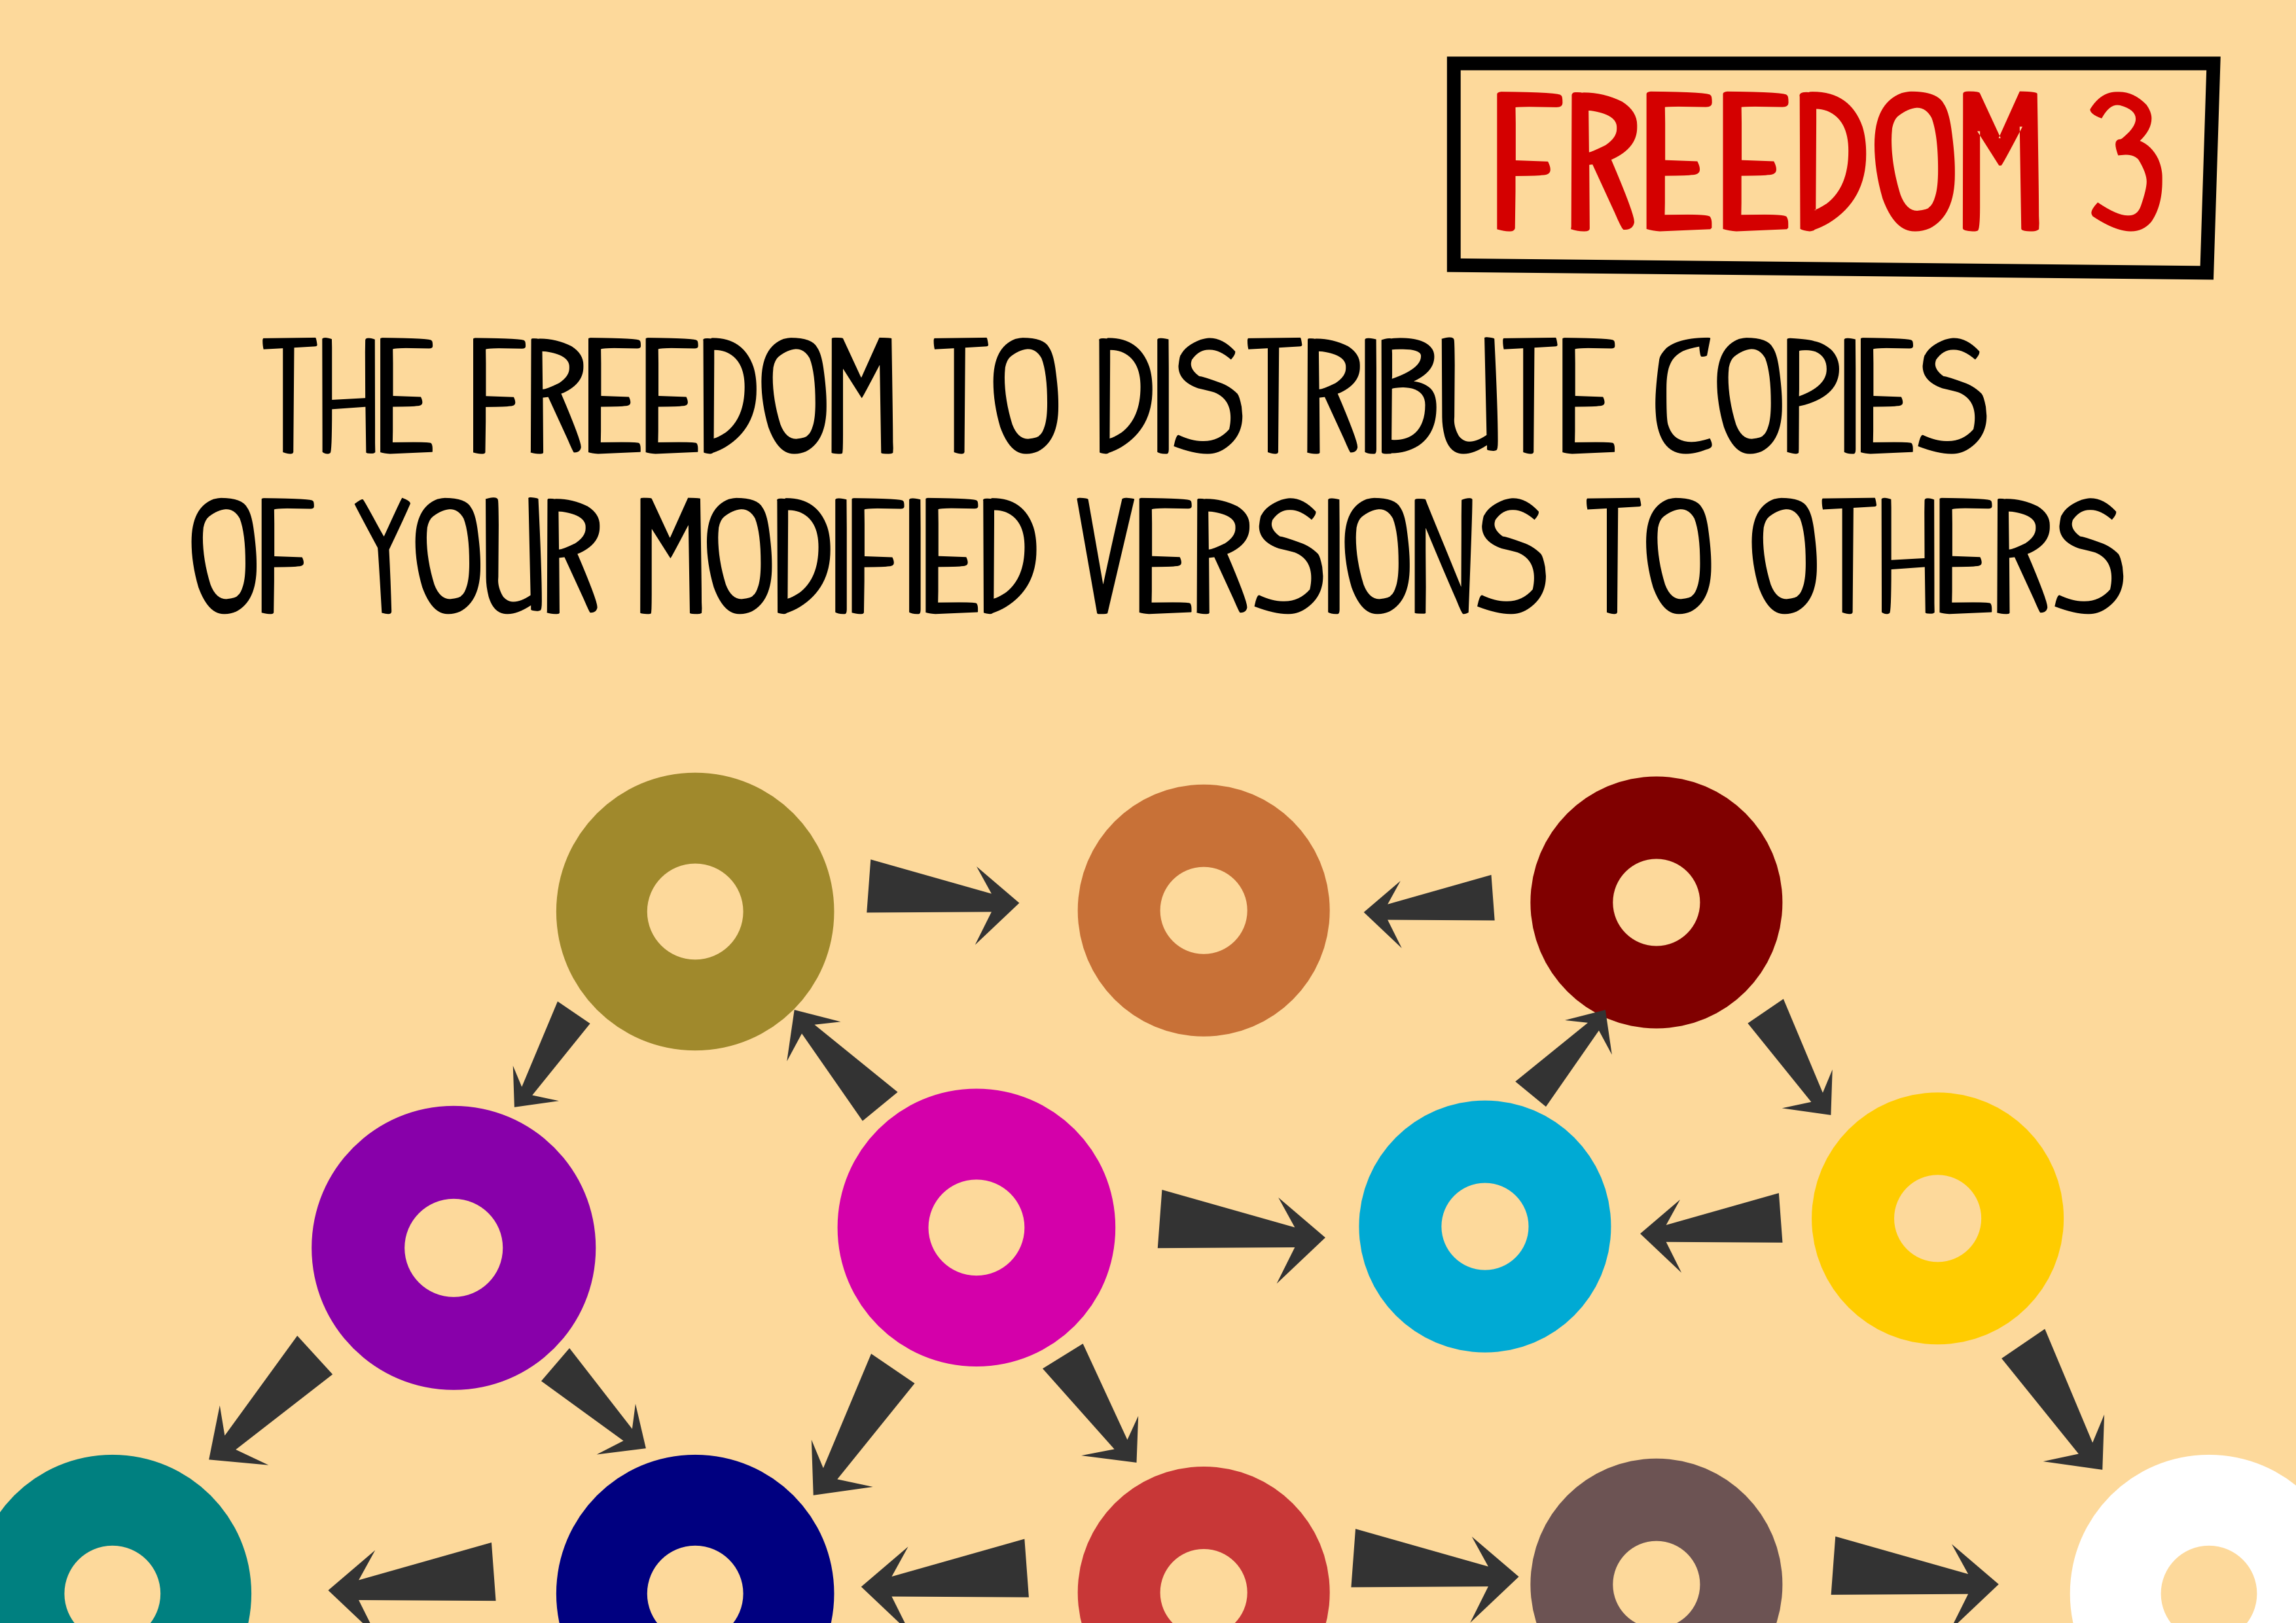 FREEDOM 3
THE FREEDOM TO DISTRIBUTE COPIES
OF YOUR MODIFIED VERSIONS TO OTHERS